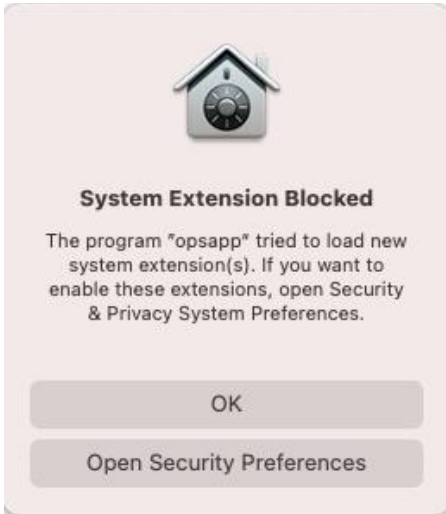 System Extension Blocked
The program "opsapp" tried to load new
system extension(s). If you want to
enable these extensions, open Security
& Privacy System Preferences.
OK
Open Security Preferences